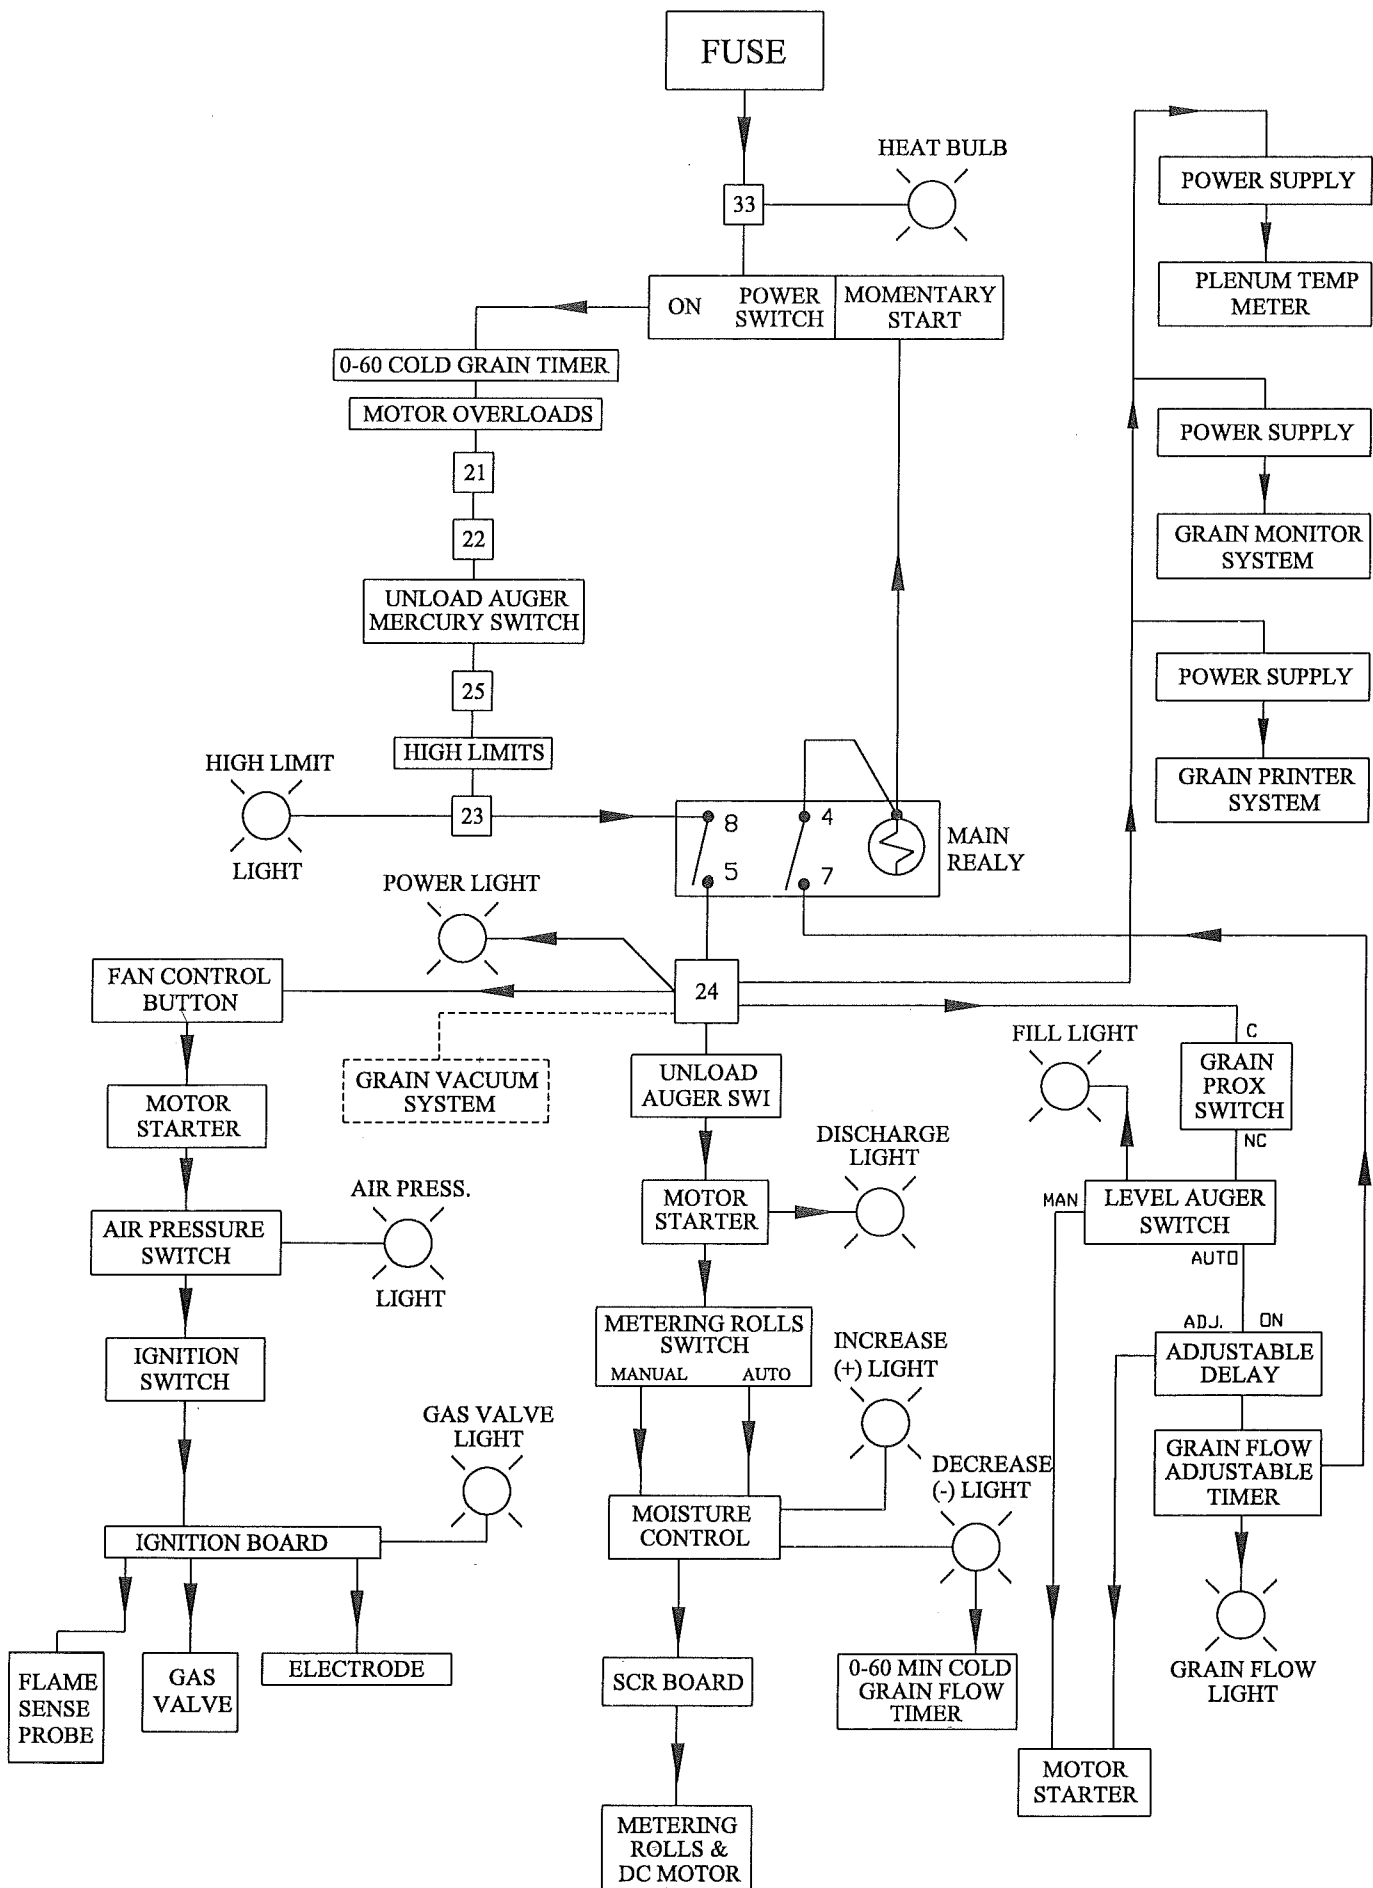 FUSE
HEAT BULB
33
POWER SUPPLY
PLENUM TEMP
METER
ON
POWER
SWITCH
MOMENTARY
START
0-60 COLD GRAIN TIMER
MOTOR OVERLOADS
POWER SUPPLY
21
GRAIN MONITOR
SYSTEM
22
UNLOAD AUGER
MERCURY SWITCH
25
POWER SUPPLY
HIGH LIMITS
GRAIN PRINTER
SYSTEM
HIGH LIMIT
LIGHT
23
8
4
5
7
MAIN
REALY
POWER LIGHT
24
FAN CONTROL
BUTTON
GRAIN VACUUM
SYSTEM
UNLOAD
AUGER SWI
FILL LIGHT
C
GRAIN
PROX
SWITCH
NC
MOTOR
STARTER
DISCHARGE
LIGHT
AIR PRESS.
LIGHT
MOTOR
STARTER
MAN
LEVEL AUGER
SWITCH
AUTO
AIR PRESSURE
SWITCH
METERING ROLLS
SWITCH
MANUAL
AUTO
INCREASE
(+) LIGHT
ADJ.
ON
ADJUSTABLE
DELAY
IGNITION
SWITCH
GAS VALVE
LIGHT
DECREASE
(-) LIGHT
GRAIN FLOW
ADJUSTABLE
TIMER
MOISTURE
CONTROL
IGNITION BOARD
GRAIN FLOW
LIGHT
FLAME
SENSE
PROBE
GAS
VALVE
ELECTRODE
SCR BOARD
0-60 MIN COLD
GRAIN FLOW
TIMER
MOTOR
STARTER
METERING
ROLLS &
DC MOTOR